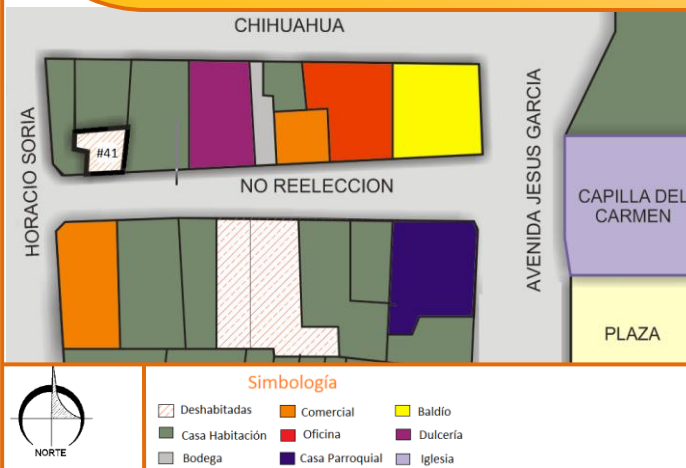 CHIHUAHUA
HORACIO SORIA
#41
NO REELECCION
AVENIDA JESUS GARCIA
CAPILLA DEL
CARMEN
PLAZA
NORTE
Simbología
Deshabitadas
Comercial
Baldío
Casa Habitación
Oficina
Dulcería
Bodega
Casa Parroquial
Iglesia